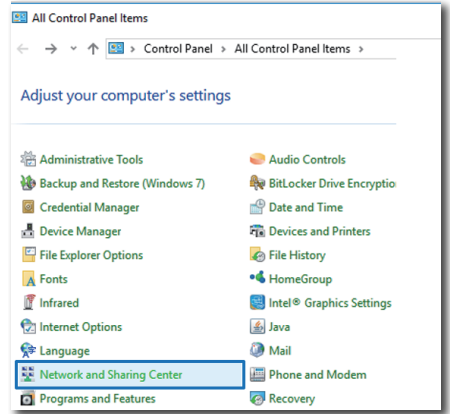 All Control Panel Items
Control Panel > All Control Panel Items >
Adjust your computer's settings
Administrative Tools
Audio Controls
Backup and Restore (Windows 7)
BitLocker Drive Encryptio
Credential Manager
Date and Time
Device Manager
Devices and Printers
File Explorer Options
File History
Fonts
HomeGroup
Infrared
Intel® Graphics Settings
Internet Options
Java
Language
Mail
Network and Sharing Center
Phone and Modem
Programs and Features
Recovery